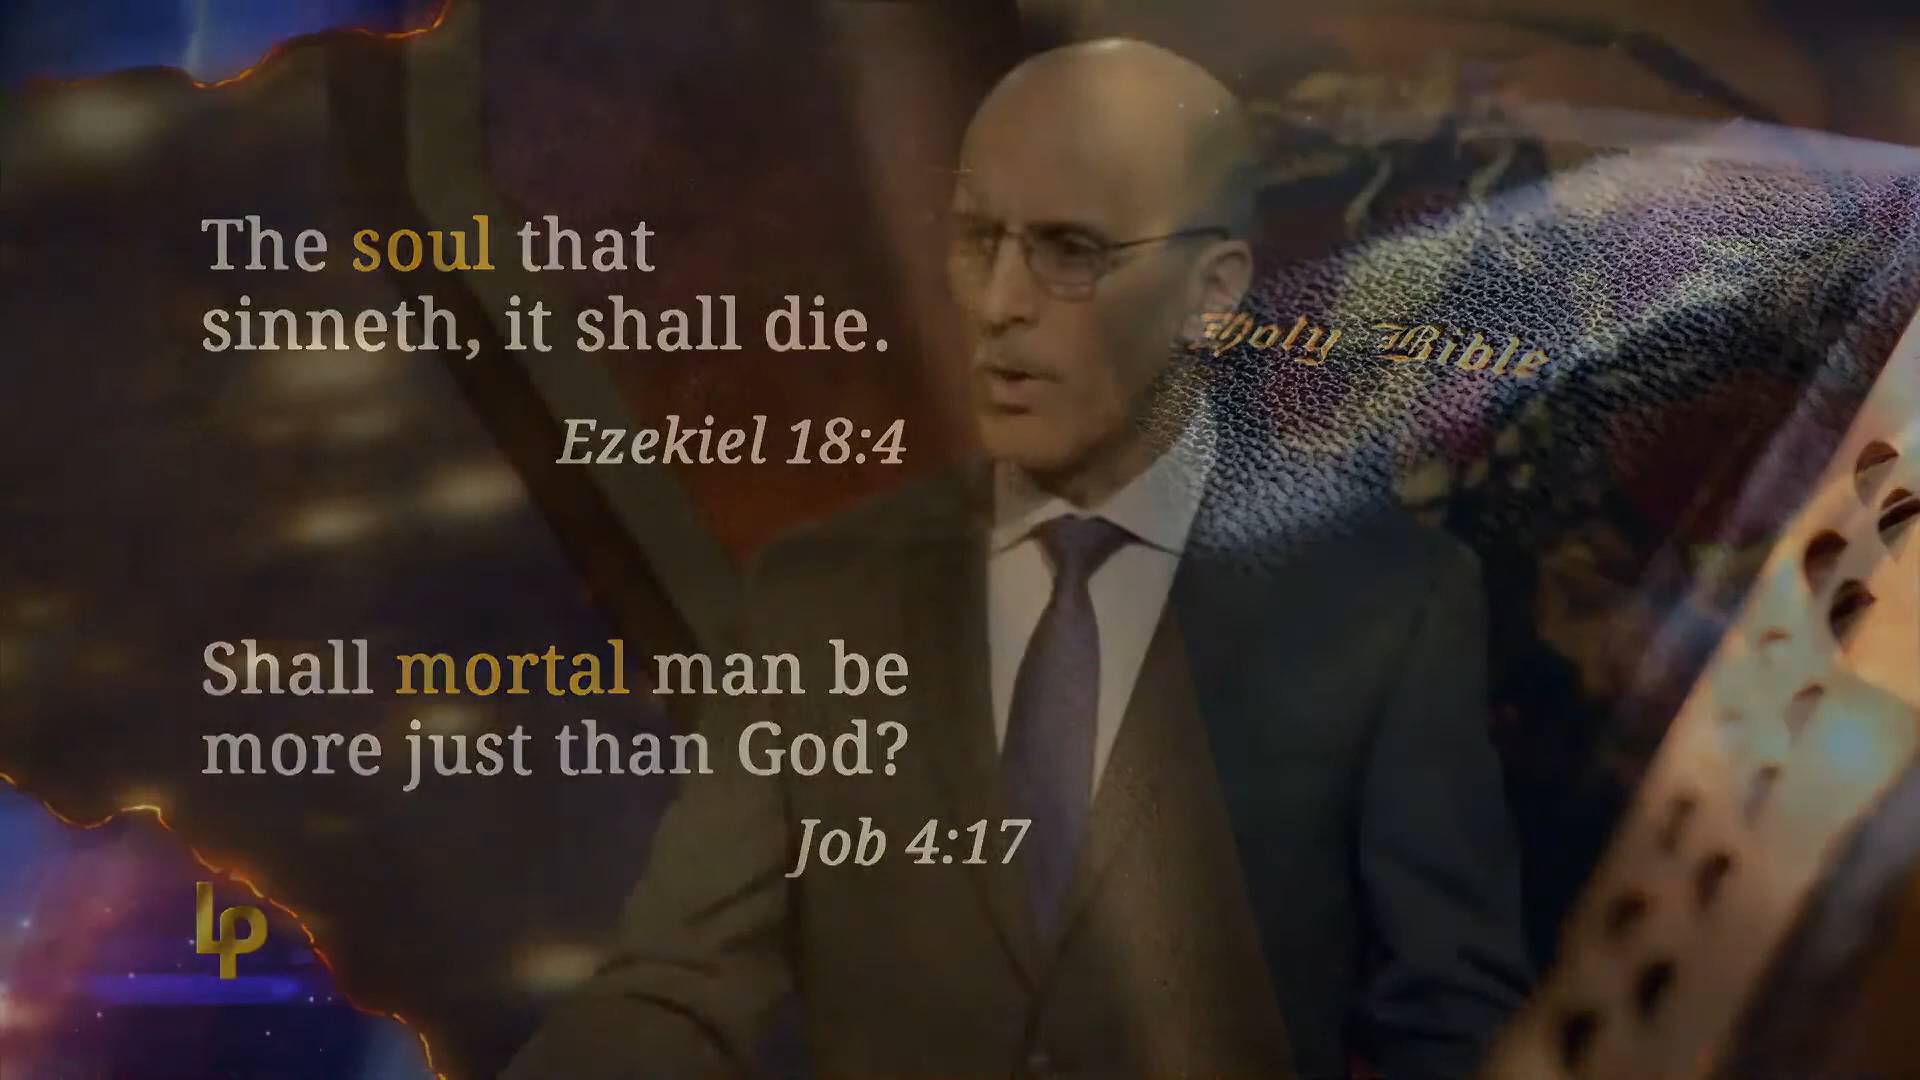 The soul that
sinneth, it shall die.
Ezekiel 18:4
Holy Bible
Shall mortal man be
more just than God?
Job 4:17
LP